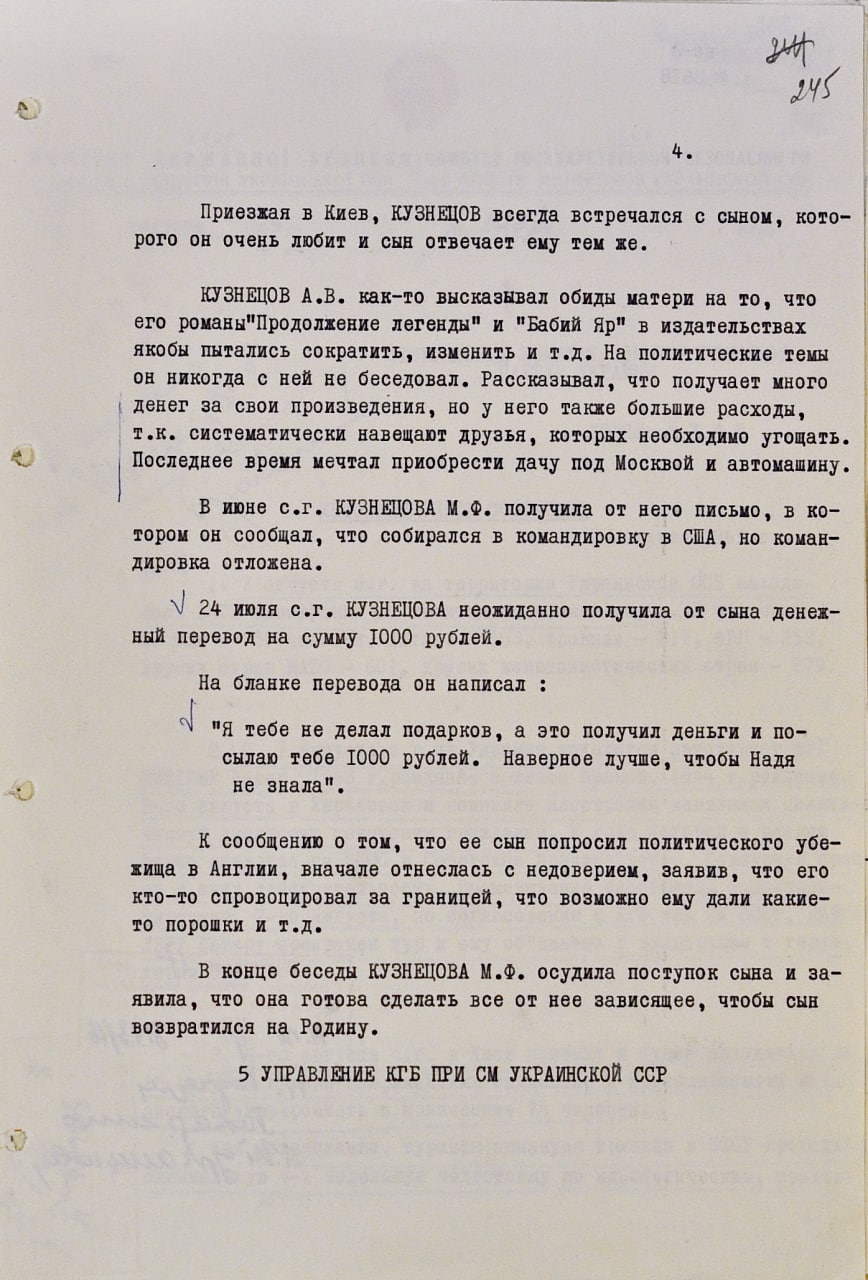 245
4.
Приезжая в Киев, КУЗНЕЦОВ всегда встречался с сыном, кото-
рого он очень любит и сын отвечает ему тем же.
КУЗНЕЦОВ А.В. как-то высказывал обиды матери на то, что
его романы"Продолжение легенды" и "Бабий Яр" в издательствах
якобы пытались сократить, изменить и т.д. На политические темы
он никогда с ней не беседовал. Рассказывал, что получает много
денег за свои произведения, но у него также большие расходы,
т.к. систематически навещают друзья, которых необходимо угощать.
Последнее время мечтал приобрести дачу под Москвой и автомашину.
В июне с.г. КУЗНЕЦОВА М.Ф. получила от него письмо, в ко-
тором он сообщал, что собирался в командировку в США, но коман-
дировка отложена.
24 июля с.г. КУЗНЕЦОВА неожиданно получила от сына денеж-
ный перевод на сумму 1000 рублей.
На бланке перевода он написал :
"Я тебе не делал подарков, а это получил деньги и по-
сылаю тебе 1000 рублей. Наверное лучше, чтобы Надя
не знала".
К сообщению о том, что ее сын попросил политического убе-
жища в Англии, вначале отнеслась с недоверием, заявив, что его
кто-то спровоцировал за границей, что возможно ему дали какие-
то порошки и т.д.
В конце беседы КУЗНЕЦОВА М.Ф. осудила поступок сына и за-
явила, что она готова сделать все от нее зависящее, чтобы сын
возвратился на Родину.
5 УПРАВЛЕНИЕ КГБ ПРИ СМ УКРАИНСКОЙ ССР